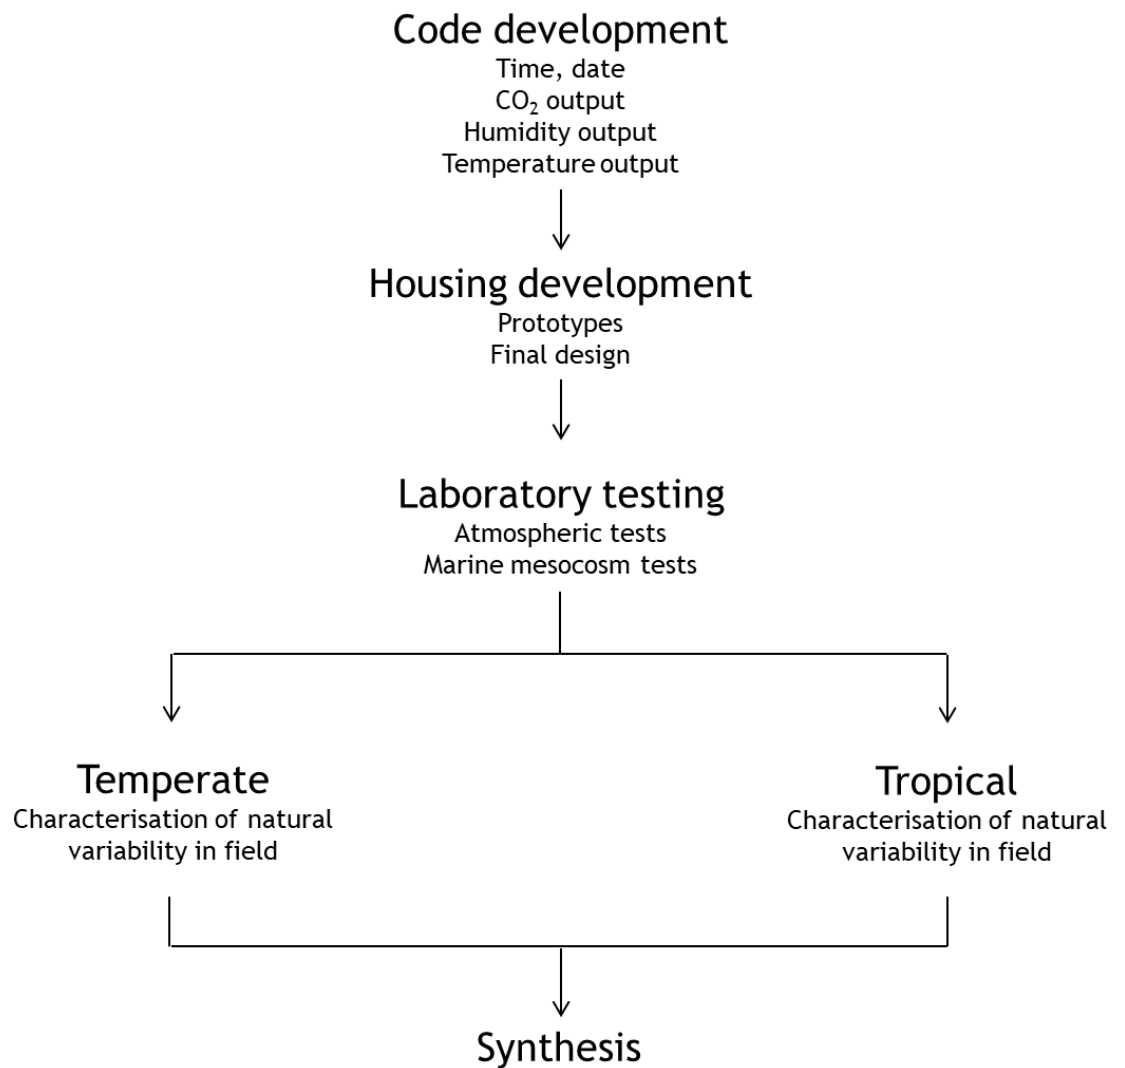 Code development
Time, date
CO₂ output
Humidity output
Temperature output
Housing development
Prototypes
Final design
Laboratory testing
Atmospheric tests
Marine mesocosm tests
Temperate
Characterisation of natural
variability in field
Tropical
Characterisation of natural
variability in field
Synthesis